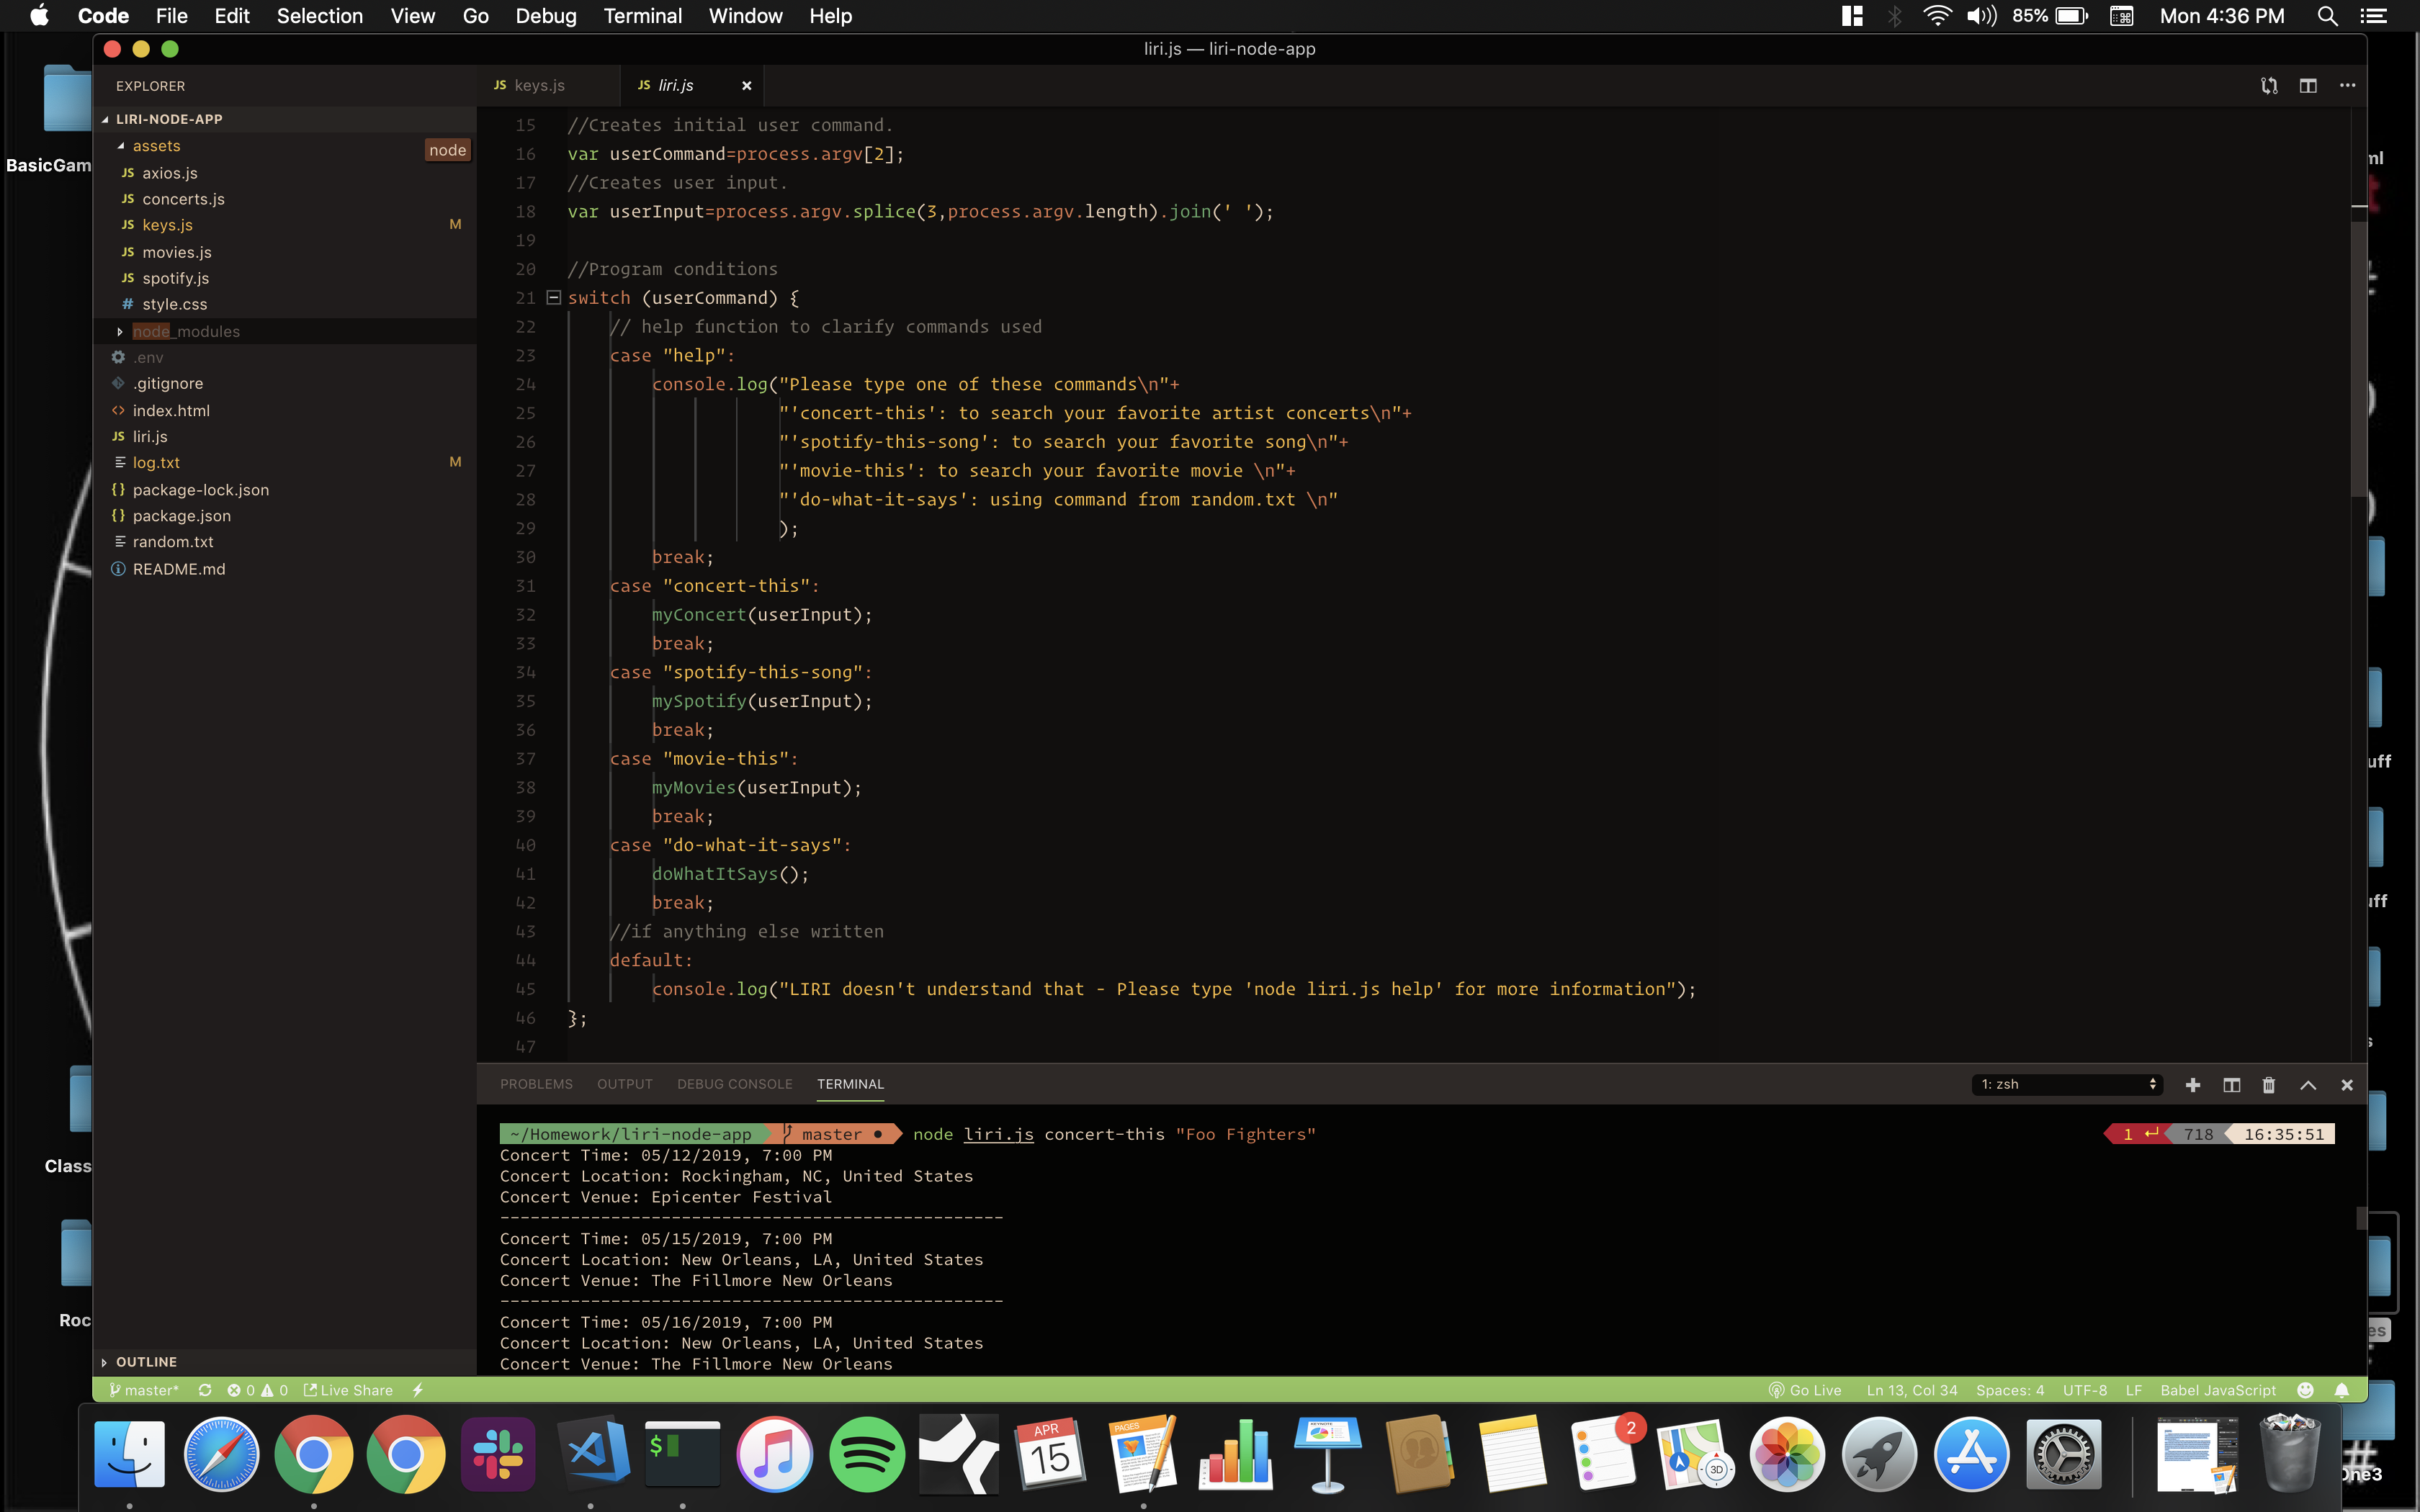 Code File Edit Selection View Go Debug Terminal Window Help 85% Mon 4:36 PM
liri.js — liri-node-app
EXPLORER
LIRI-NODE-APP
assets
node
JS axios.js
JS concerts.js
JS keys.js M
JS movies.js
JS spotify.js
# style.css
node_modules
.env
.gitignore
<> index.html
JS liri.js
log.txt M
{} package-lock.json
{} package.json
random.txt
README.md
OUTLINE
JS keys.js JS liri.js
15 //Creates initial user command.
16 var userCommand=process.argv[2];
17 //Creates user input.
18 var userInput=process.argv.splice(3,process.argv.length).join(' ');
19
20 //Program conditions
21 switch (userCommand) {
22 // help function to clarify commands used
23 case "help":
24 console.log("Please type one of these commands\n"+
25 "'concert-this': to search your favorite artist concerts\n"+
26 "'spotify-this-song': to search your favorite song\n"+
27 "'movie-this': to search your favorite movie \n"+
28 "'do-what-it-says': using command from random.txt \n"
29 );
30 break;
31 case "concert-this":
32 myConcert(userInput);
33 break;
34 case "spotify-this-song":
35 mySpotify(userInput);
36 break;
37 case "movie-this":
38 myMovies(userInput);
39 break;
40 case "do-what-it-says":
41 doWhatItSays();
42 break;
43 //if anything else written
44 default:
45 console.log("LIRI doesn't understand that - Please type 'node liri.js help' for more information");
46 };
47
PROBLEMS OUTPUT DEBUG CONSOLE TERMINAL 1: zsh
~/Homework/liri-node-app master ● node liri.js concert-this "Foo Fighters" 1 ↵ 718 16:35:51
Concert Time: 05/12/2019, 7:00 PM
Concert Location: Rockingham, NC, United States
Concert Venue: Epicenter Festival
--------------------------------------------------
Concert Time: 05/15/2019, 7:00 PM
Concert Location: New Orleans, LA, United States
Concert Venue: The Fillmore New Orleans
--------------------------------------------------
Concert Time: 05/16/2019, 7:00 PM
Concert Location: New Orleans, LA, United States
Concert Venue: The Fillmore New Orleans
master* 0 0 Live Share Go Live Ln 13, Col 34 Spaces: 4 UTF-8 LF Babel JavaScript
BasicGam
Class
Roc
ml
uff
uff
s
es
One3
$
APR
15
PAGES
KEYNOTE
2
3D